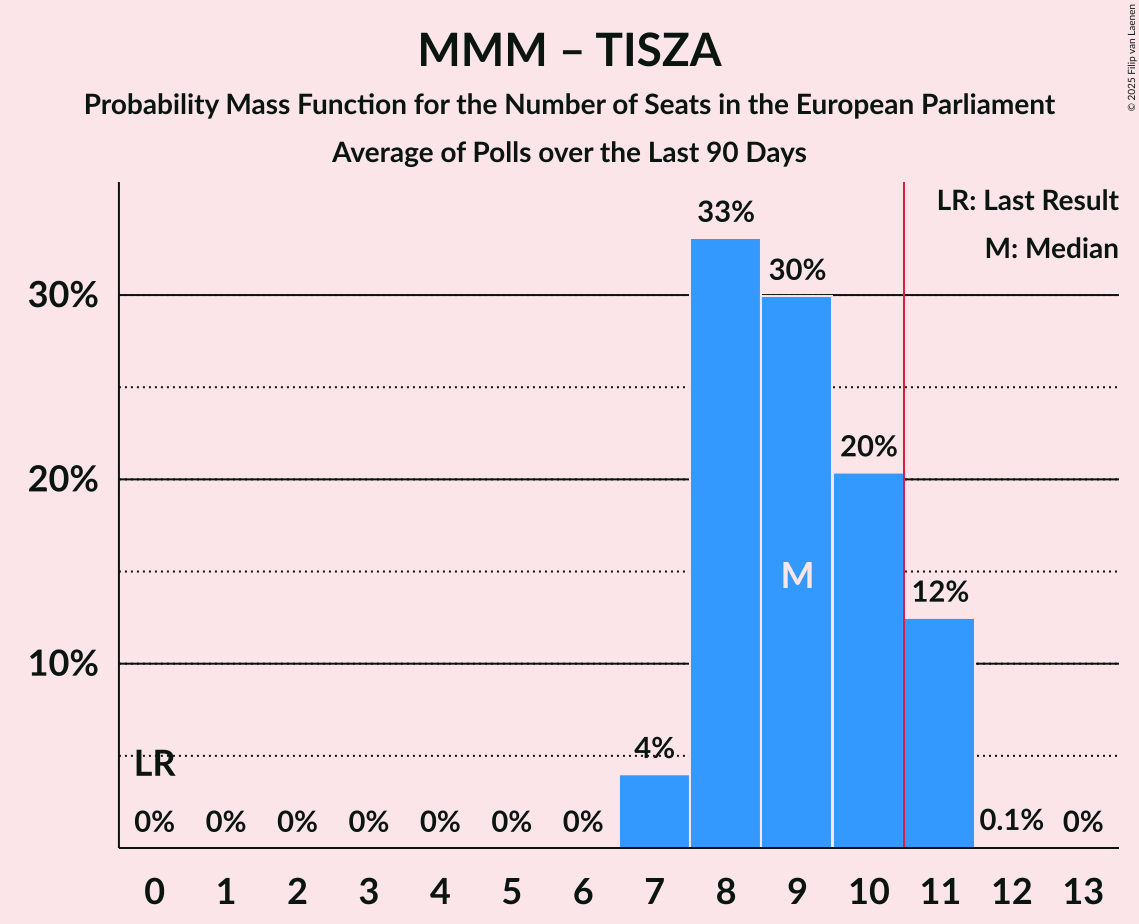 MMM – TISZA
Probability Mass Function for the Number of Seats in the European Parliament
Average of Polls over the Last 90 Days
© 2025 Filip van Laenen
LR: Last Result
M: Median
33%
30%
30%
20%
20%
M
12%
10%
4%
LR
0% 0% 0% 0% 0% 0% 0% 0.1% 0%
0 1 2 3 4 5 6 7 8 9 10 11 12 13